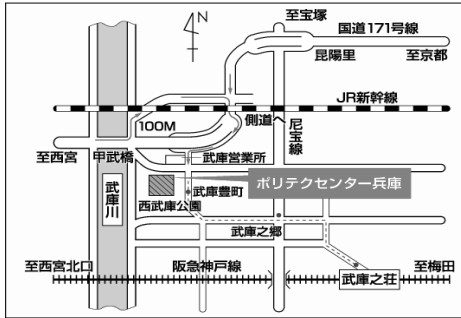 至宝塚
N
国道171号線
昆陽里
至京都
JR新幹線
100M
側道へ
尼宝線
至西宮
甲武橋
武庫営業所
ポリテクセンター兵庫
武庫川
武庫豊町
西武庫公園
武庫之郷
至西宮北口
阪急神戸線
至梅田
武庫之荘